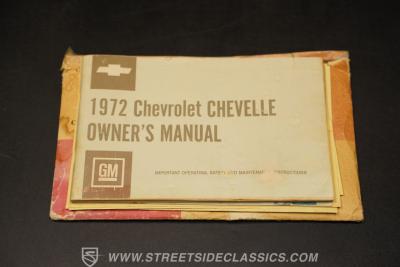 1972 Chevrolet CHEVELLE
OWNER'S MANUAL
GM
IMPORTANT OPERATING, SAFETY AND MAINTENANCE INSTRUCTIONS
WWW.STREETSIDECLASSICS.COM